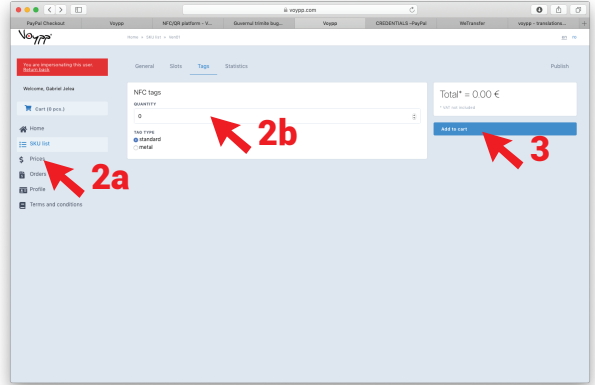 voypp.com
PayPal Checkout
Voypp
NFC/QR platform – V...
Guvernul trimite bug...
Voypp
CREDENTIALS –PayPal
WeTransfer
voypp – translations...
Voypp
Home > SKU list >
You are impersonating this user.
Return back
General
Slots
Tags
Statistics
Publish
Welcome, Gabriel Jelea
Cart (0 pcs.)
Home
SKU list
Prices
Orders
Profile
Terms and conditions
NFC tags
QUANTITY
0
TAG TYPE
standard
metal
Total* = 0.00 €
* VAT not included
Add to cart
2a
2b
3